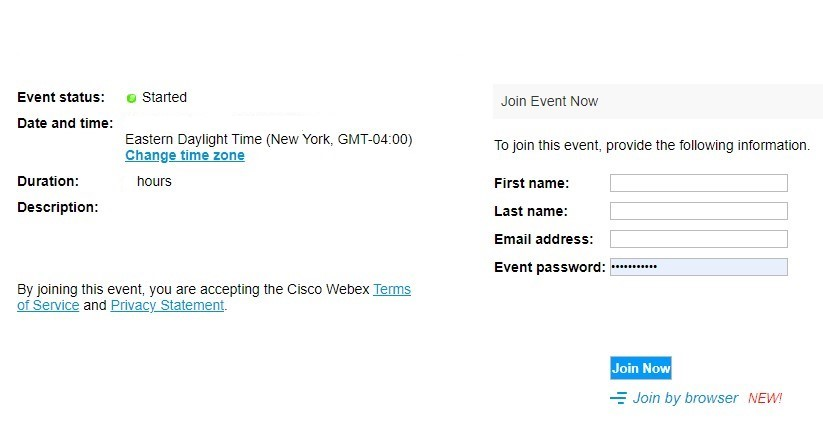 Event status: Started
Date and time:
Eastern Daylight Time (New York, GMT-04:00)
Change time zone
Duration: hours
Description:
By joining this event, you are accepting the Cisco Webex Terms
of Service and Privacy Statement.
Join Event Now
To join this event, provide the following information.
First name:
Last name:
Email address:
Event password: •••••••••••
Join Now
Join by browser NEW!